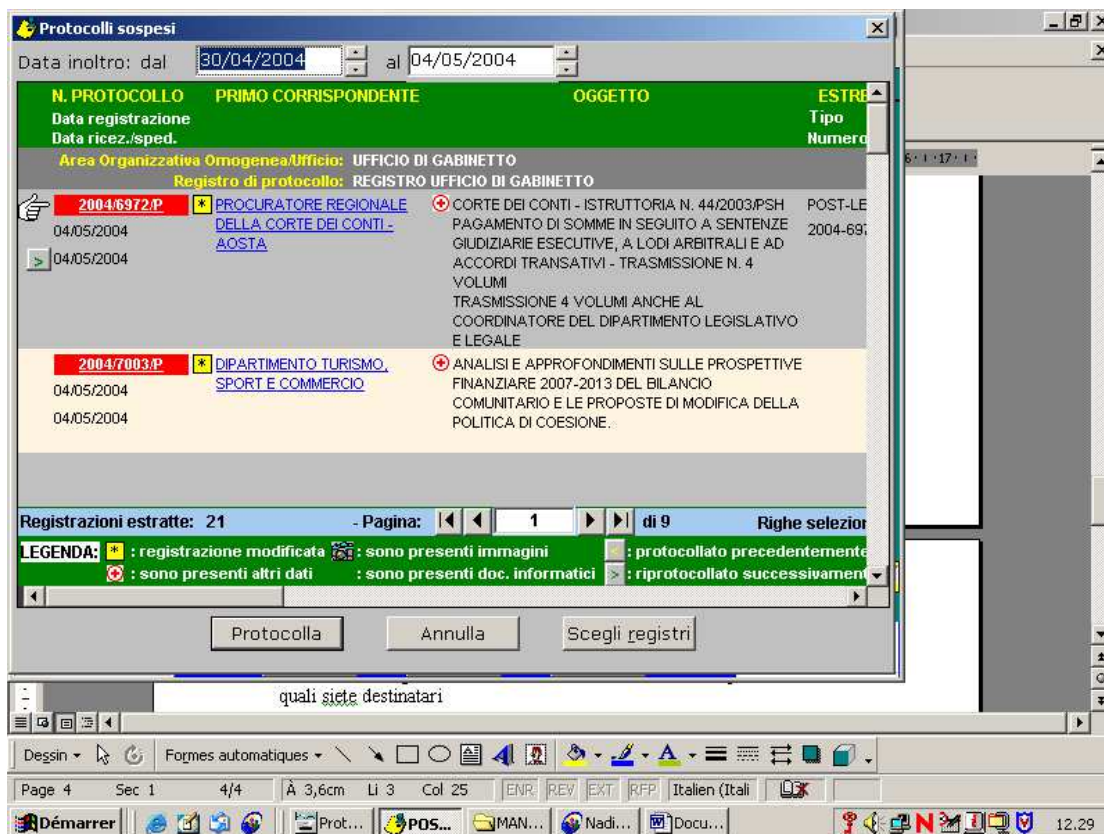 Protocolli sospesi
Data inoltro: dal 30/04/2004 al 04/05/2004
N. PROTOCOLLO PRIMO CORRISPONDENTE OGGETTO ESTRE
Data registrazione Tipo
Data ricez./sped. Numero
Area Organizzativa Omogenea/Ufficio: UFFICIO DI GABINETTO
Registro di protocollo: REGISTRO UFFICIO DI GABINETTO
2004/6972/P * PROCURATORE REGIONALE CORTE DEI CONTI - ISTRUTTORIA N. 44/2003/PSH POST-LE
04/05/2004 DELLA CORTE DEI CONTI - PAGAMENTO DI SOMME IN SEGUITO A SENTENZE 2004-697
> 04/05/2004 AOSTA GIUDIZIARIE ESECUTIVE, A LODI ARBITRALI E AD
ACCORDI TRANSATIVI - TRASMISSIONE N. 4
VOLUMI
TRASMISSIONE 4 VOLUMI ANCHE AL
COORDINATORE DEL DIPARTIMENTO LEGISLATIVO
E LEGALE
2004/7003/P * DIPARTIMENTO TURISMO, ANALISI E APPROFONDIMENTI SULLE PROSPETTIVE
04/05/2004 SPORT E COMMERCIO FINANZIARE 2007-2013 DEL BILANCIO
04/05/2004 COMUNITARIO E LE PROPOSTE DI MODIFICA DELLA
POLITICA DI COESIONE.
Registrazioni estratte: 21 - Pagina: 1 di 9 Righe selezion
LEGENDA: * : registrazione modificata : sono presenti immagini < : protocollato precedentemente
: sono presenti altri dati : sono presenti doc. informatici > : riprotocollato successivament
Protocolla Annulla Scegli registri
quali siete destinatari
Dessin Formes automatiques
Page 4 Sec 1 4/4 À 3,6cm Li 3 Col 25 ENR REV EXT RFP Italien (Itali
Démarrer Prot... POS... MAN... Nadi... Docu... 12.29